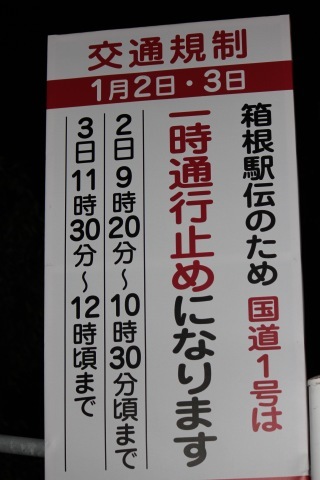 交通規制
1月2日・3日
箱根駅伝のため 国道1号は
一時通行止めになります
2日 9時20分～10時30分頃まで
3日 11時30分～12時頃まで